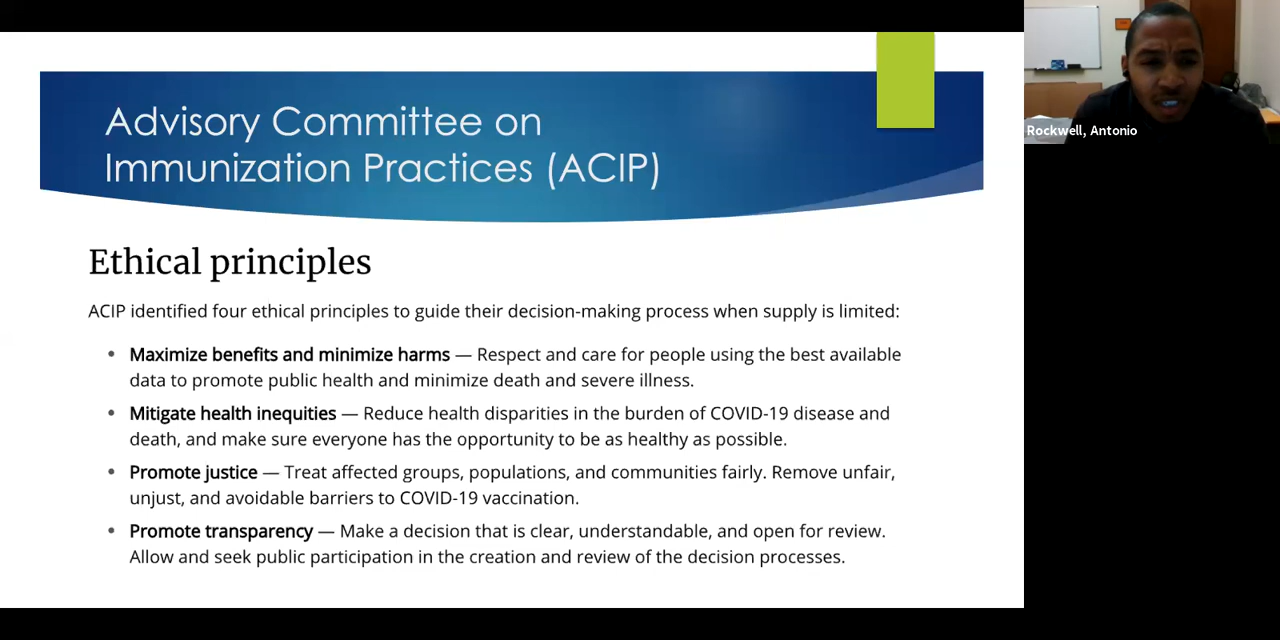 Advisory Committee on
Immunization Practices (ACIP)
Ethical principles
ACIP identified four ethical principles to guide their decision-making process when supply is limited:
• Maximize benefits and minimize harms — Respect and care for people using the best available
data to promote public health and minimize death and severe illness.
• Mitigate health inequities — Reduce health disparities in the burden of COVID-19 disease and
death, and make sure everyone has the opportunity to be as healthy as possible.
• Promote justice — Treat affected groups, populations, and communities fairly. Remove unfair,
unjust, and avoidable barriers to COVID-19 vaccination.
• Promote transparency — Make a decision that is clear, understandable, and open for review.
Allow and seek public participation in the creation and review of the decision processes.
Rockwell, Antonio